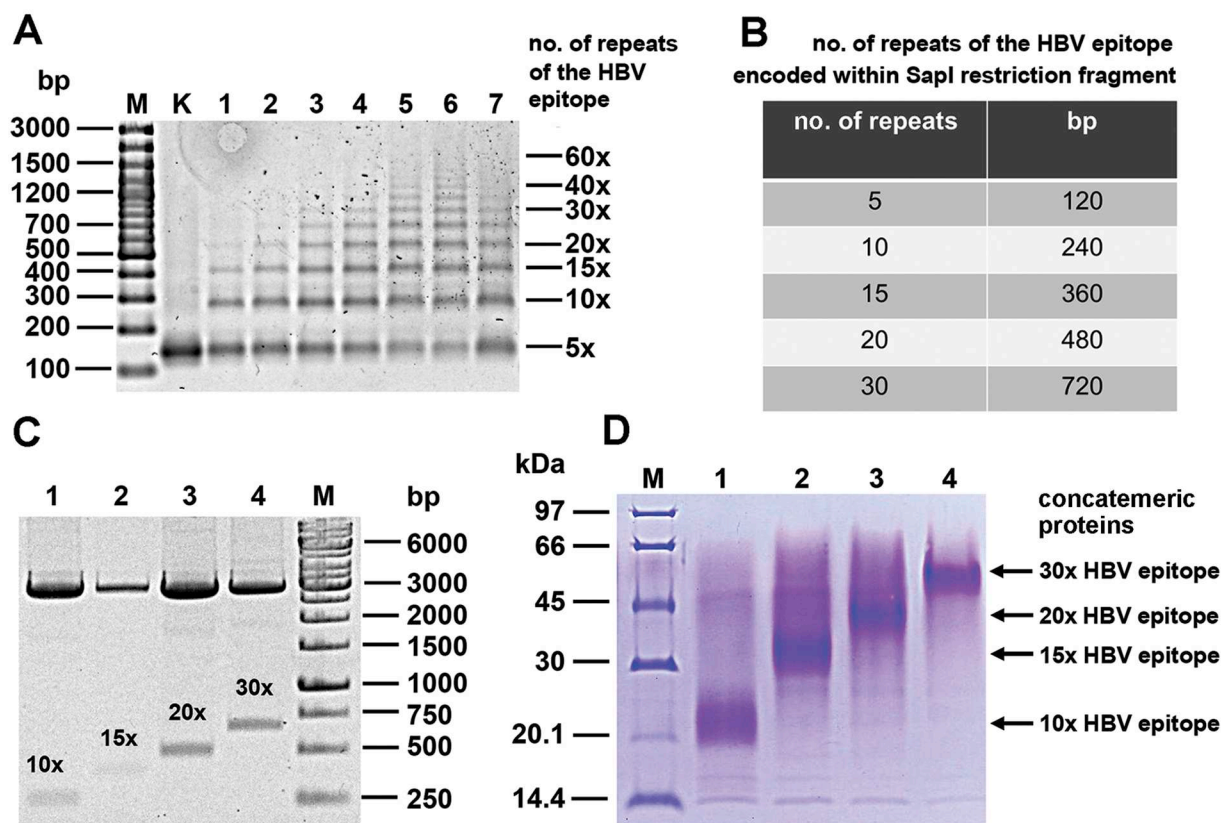 A
bp
M K 1 2 3 4 5 6 7
no. of repeats
of the HBV
epitope
3000
1500
1200
700
500
400
300
200
100
60x
40x
30x
20x
15x
10x
5x
B
no. of repeats of the HBV epitope
encoded within SapI restriction fragment
no. of repeats bp
5 120
10 240
15 360
20 480
30 720
C
1 2 3 4 M bp
10x
15x
20x
30x
6000
3000
2000
1500
1000
750
500
250
D
kDa
M 1 2 3 4
97
66
45
30
20.1
14.4
concatemeric
proteins
30x HBV epitope
20x HBV epitope
15x HBV epitope
10x HBV epitope